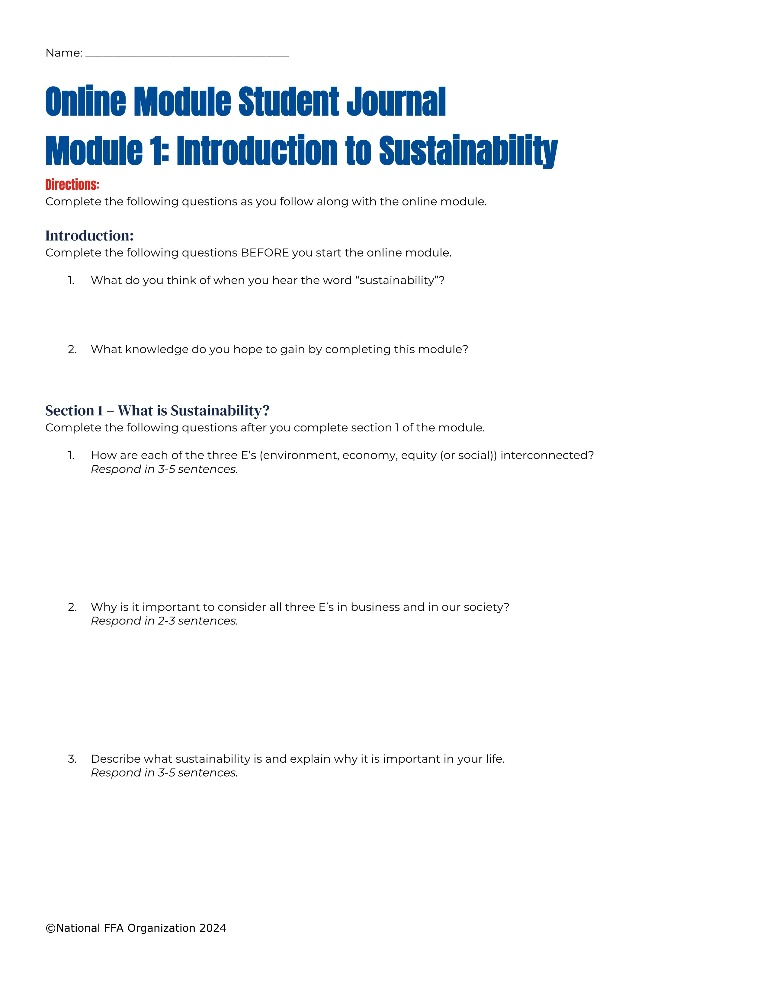 Name: ___________________________________
Online Module Student Journal
Module 1: Introduction to Sustainability
Directions:
Complete the following questions as you follow along with the online module.
Introduction:
Complete the following questions BEFORE you start the online module.
1. What do you think of when you hear the word “sustainability”?
2. What knowledge do you hope to gain by completing this module?
Section 1 – What is Sustainability?
Complete the following questions after you complete section 1 of the module.
1. How are each of the three E’s (environment, economy, equity (or social)) interconnected?
Respond in 3-5 sentences.
2. Why is it important to consider all three E’s in business and in our society?
Respond in 2-3 sentences.
3. Describe what sustainability is and explain why it is important in your life.
Respond in 3-5 sentences.
©National FFA Organization 2024